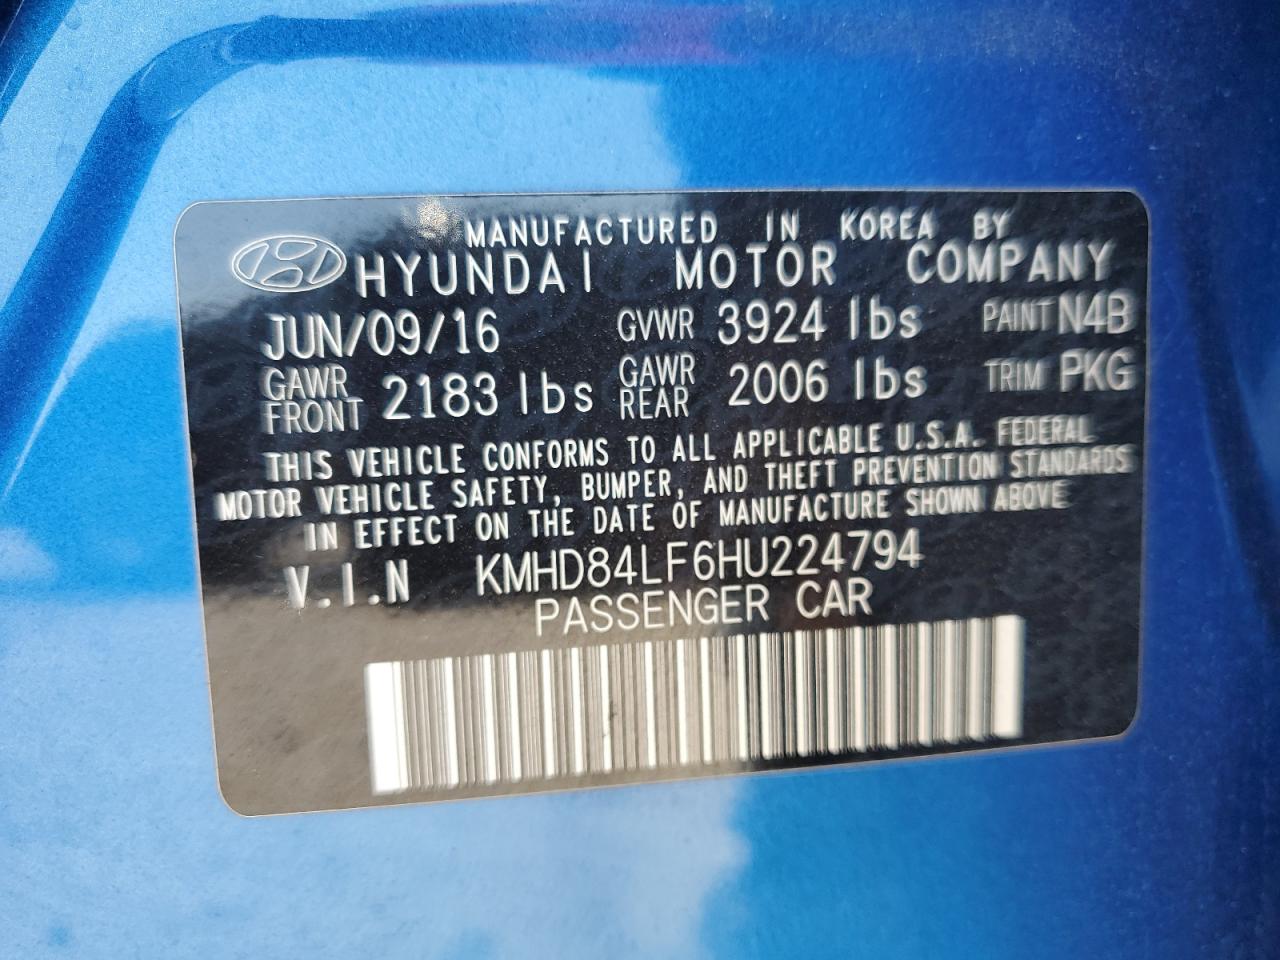 MANUFACTURED IN KOREA BY
HYUNDAI MOTOR COMPANY
JUN/09/16 GVWR 3924 lbs PAINT N4B
GAWR FRONT 2183 lbs GAWR REAR 2006 lbs TRIM PKG
THIS VEHICLE CONFORMS TO ALL APPLICABLE U.S.A. FEDERAL
MOTOR VEHICLE SAFETY, BUMPER, AND THEFT PREVENTION STANDARDS
IN EFFECT ON THE DATE OF MANUFACTURE SHOWN ABOVE
V.I.N KMHD84LF6HU224794
PASSENGER CAR